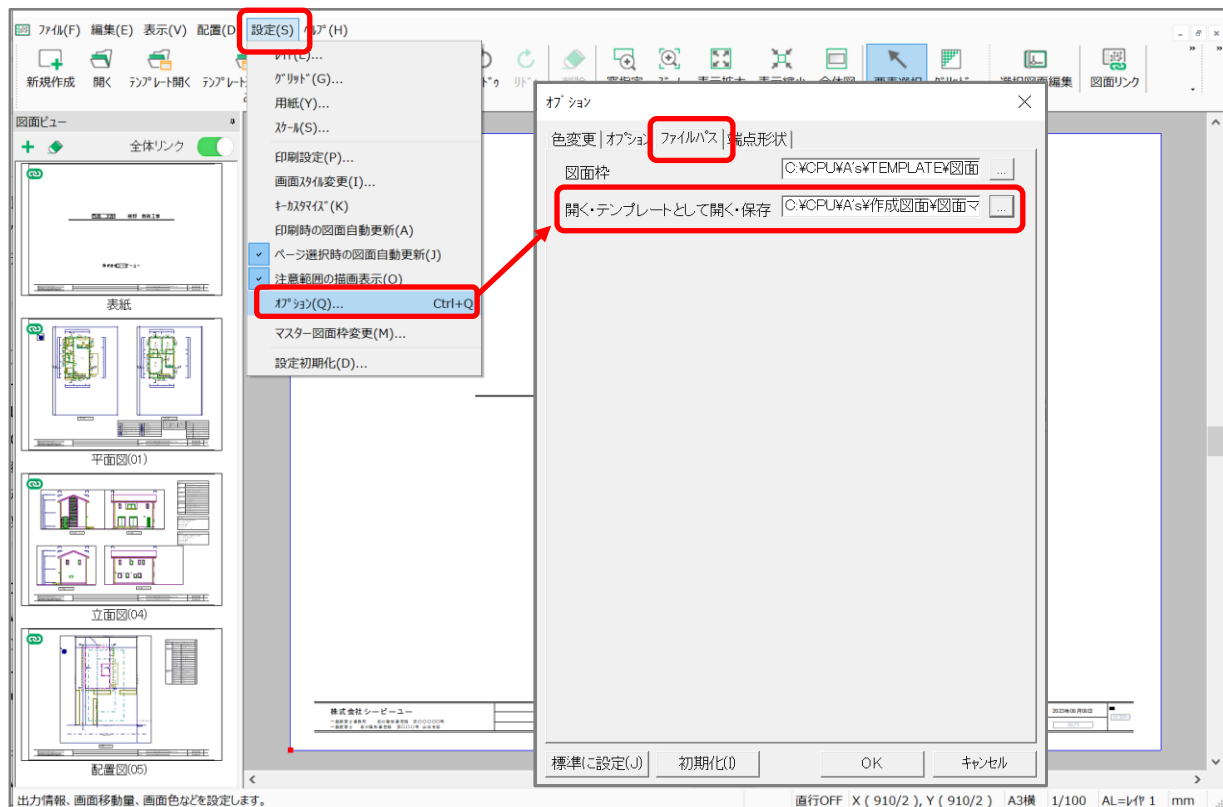 ﾌｧｲﾙ(F) 編集(E) 表示(V) 配置(D 設定(S) ﾍﾙﾌﾟ(H)
新規作成 開く ﾃﾝﾌﾟﾚｰﾄ開く ﾃﾝﾌﾟﾚｰﾄ
選択図面編集 図面リンク
図面ビュー
全体リンク
表紙
平面図(01)
立面図(04)
配置図(05)
ｸﾞﾘｯﾄﾞ(G)...
用紙(Y)...
ｽｹｰﾙ(S)...
印刷設定(P)...
画面ｽﾀｲﾙ変更(I)...
ｷｰｶｽﾀﾏｲｽﾞ(K)
印刷時の図面自動更新(A)
ページ選択時の図面自動更新(J)
注意範囲の描画表示(O)
ｵﾌﾟｼｮﾝ(Q)... Ctrl+Q
マスター図面枠変更(M)...
設定初期化(D)...
ｵﾌﾟｼｮﾝ
色変更 ｵﾌﾟｼｮﾝ ﾌｧｲﾙﾊﾟｽ 端点形状
図面枠 C:¥CPU¥A's¥TEMPLATE¥図面 ...
開く・テンプレートとして開く・保存 C:¥CPU¥A's¥作成図面¥図面マ ...
標準に設定(J) 初期化(I) OK ｷｬﾝｾﾙ
株式会社シーピーユー
出力情報、画面移動量、画面色などを設定します。
直行OFF X ( 910/2 ), Y ( 910/2 ) A3横 1/100 AL=ﾚｲﾔ 1 mm